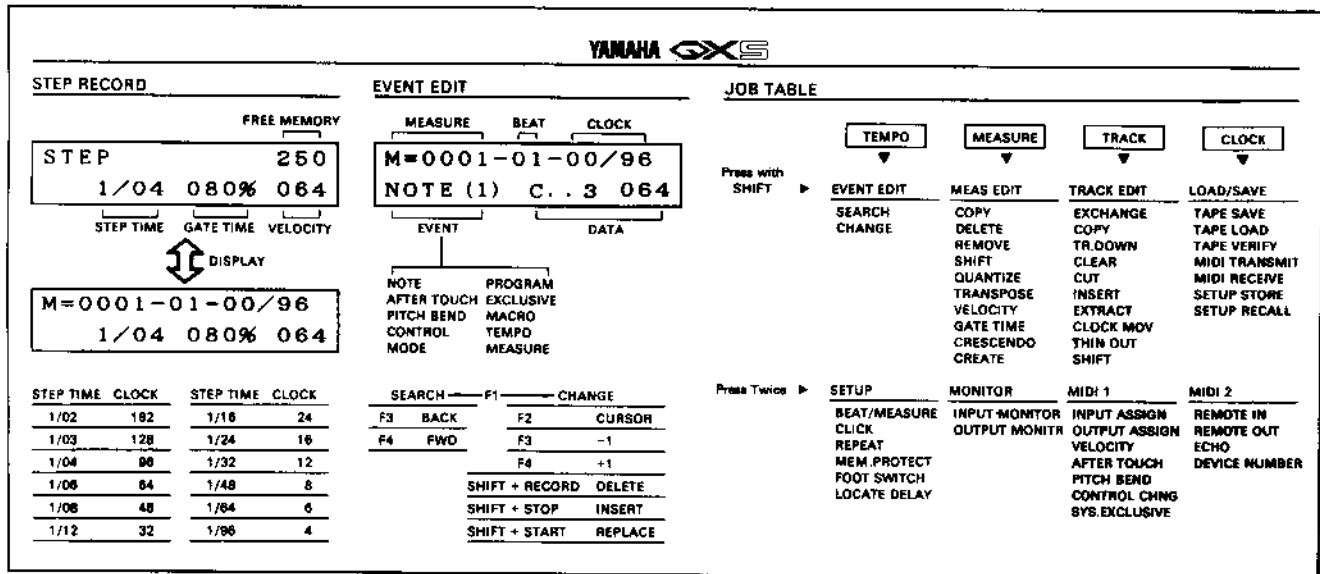 YAMAHA QX5
STEP RECORD
FREE MEMORY
STEP 250
1/04 080% 064
STEP TIME GATE TIME VELOCITY
DISPLAY
M=0001-01-00/96
1/04 080% 064
STEP TIME CLOCK STEP TIME CLOCK
1/02 192 1/16 24
1/03 128 1/24 16
1/04 96 1/32 12
1/06 64 1/48 8
1/08 48 1/64 6
1/12 32 1/96 4
EVENT EDIT
MEASURE BEAT CLOCK
M=0001-01-00/96
NOTE (1) C..3 064
EVENT DATA
NOTE PROGRAM
AFTER TOUCH EXCLUSIVE
PITCH BEND MACRO
CONTROL TEMPO
MODE MEASURE
SEARCH F1 CHANGE
F3 BACK F2 CURSOR
F4 FWD F3 -1
F4 +1
SHIFT + RECORD DELETE
SHIFT + STOP INSERT
SHIFT + START REPLACE
JOB TABLE
TEMPO MEASURE TRACK CLOCK
Press with
SHIFT
EVENT EDIT MEAS EDIT TRACK EDIT LOAD/SAVE
SEARCH COPY EXCHANGE TAPE SAVE
CHANGE DELETE COPY TAPE LOAD
REMOVE TR.DOWN TAPE VERIFY
SHIFT CLEAR MIDI TRANSMIT
QUANTIZE CUT MIDI RECEIVE
TRANSPOSE INSERT SETUP STORE
VELOCITY EXTRACT SETUP RECALL
GATE TIME CLOCK MOV
CRESCENDO THIN OUT
CREATE SHIFT
Press Twice
SETUP MONITOR MIDI 1 MIDI 2
BEAT/MEASURE INPUT MONITOR INPUT ASSIGN REMOTE IN
CLICK OUTPUT MONITR OUTPUT ASSIGN REMOTE OUT
REPEAT VELOCITY ECHO
MEM.PROTECT AFTER TOUCH DEVICE NUMBER
FOOT SWITCH PITCH BEND
LOCATE DELAY CONTROL CHNG
SYS.EXCLUSIVE